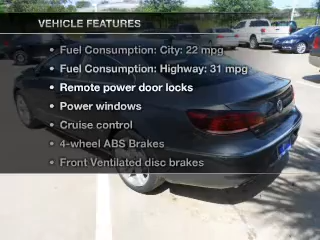 VEHICLE FEATURES
• Fuel Consumption: City: 22 mpg
• Fuel Consumption: Highway: 31 mpg
• Remote power door locks
• Power windows
• Cruise control
• 4-wheel ABS Brakes
• Front Ventilated disc brakes